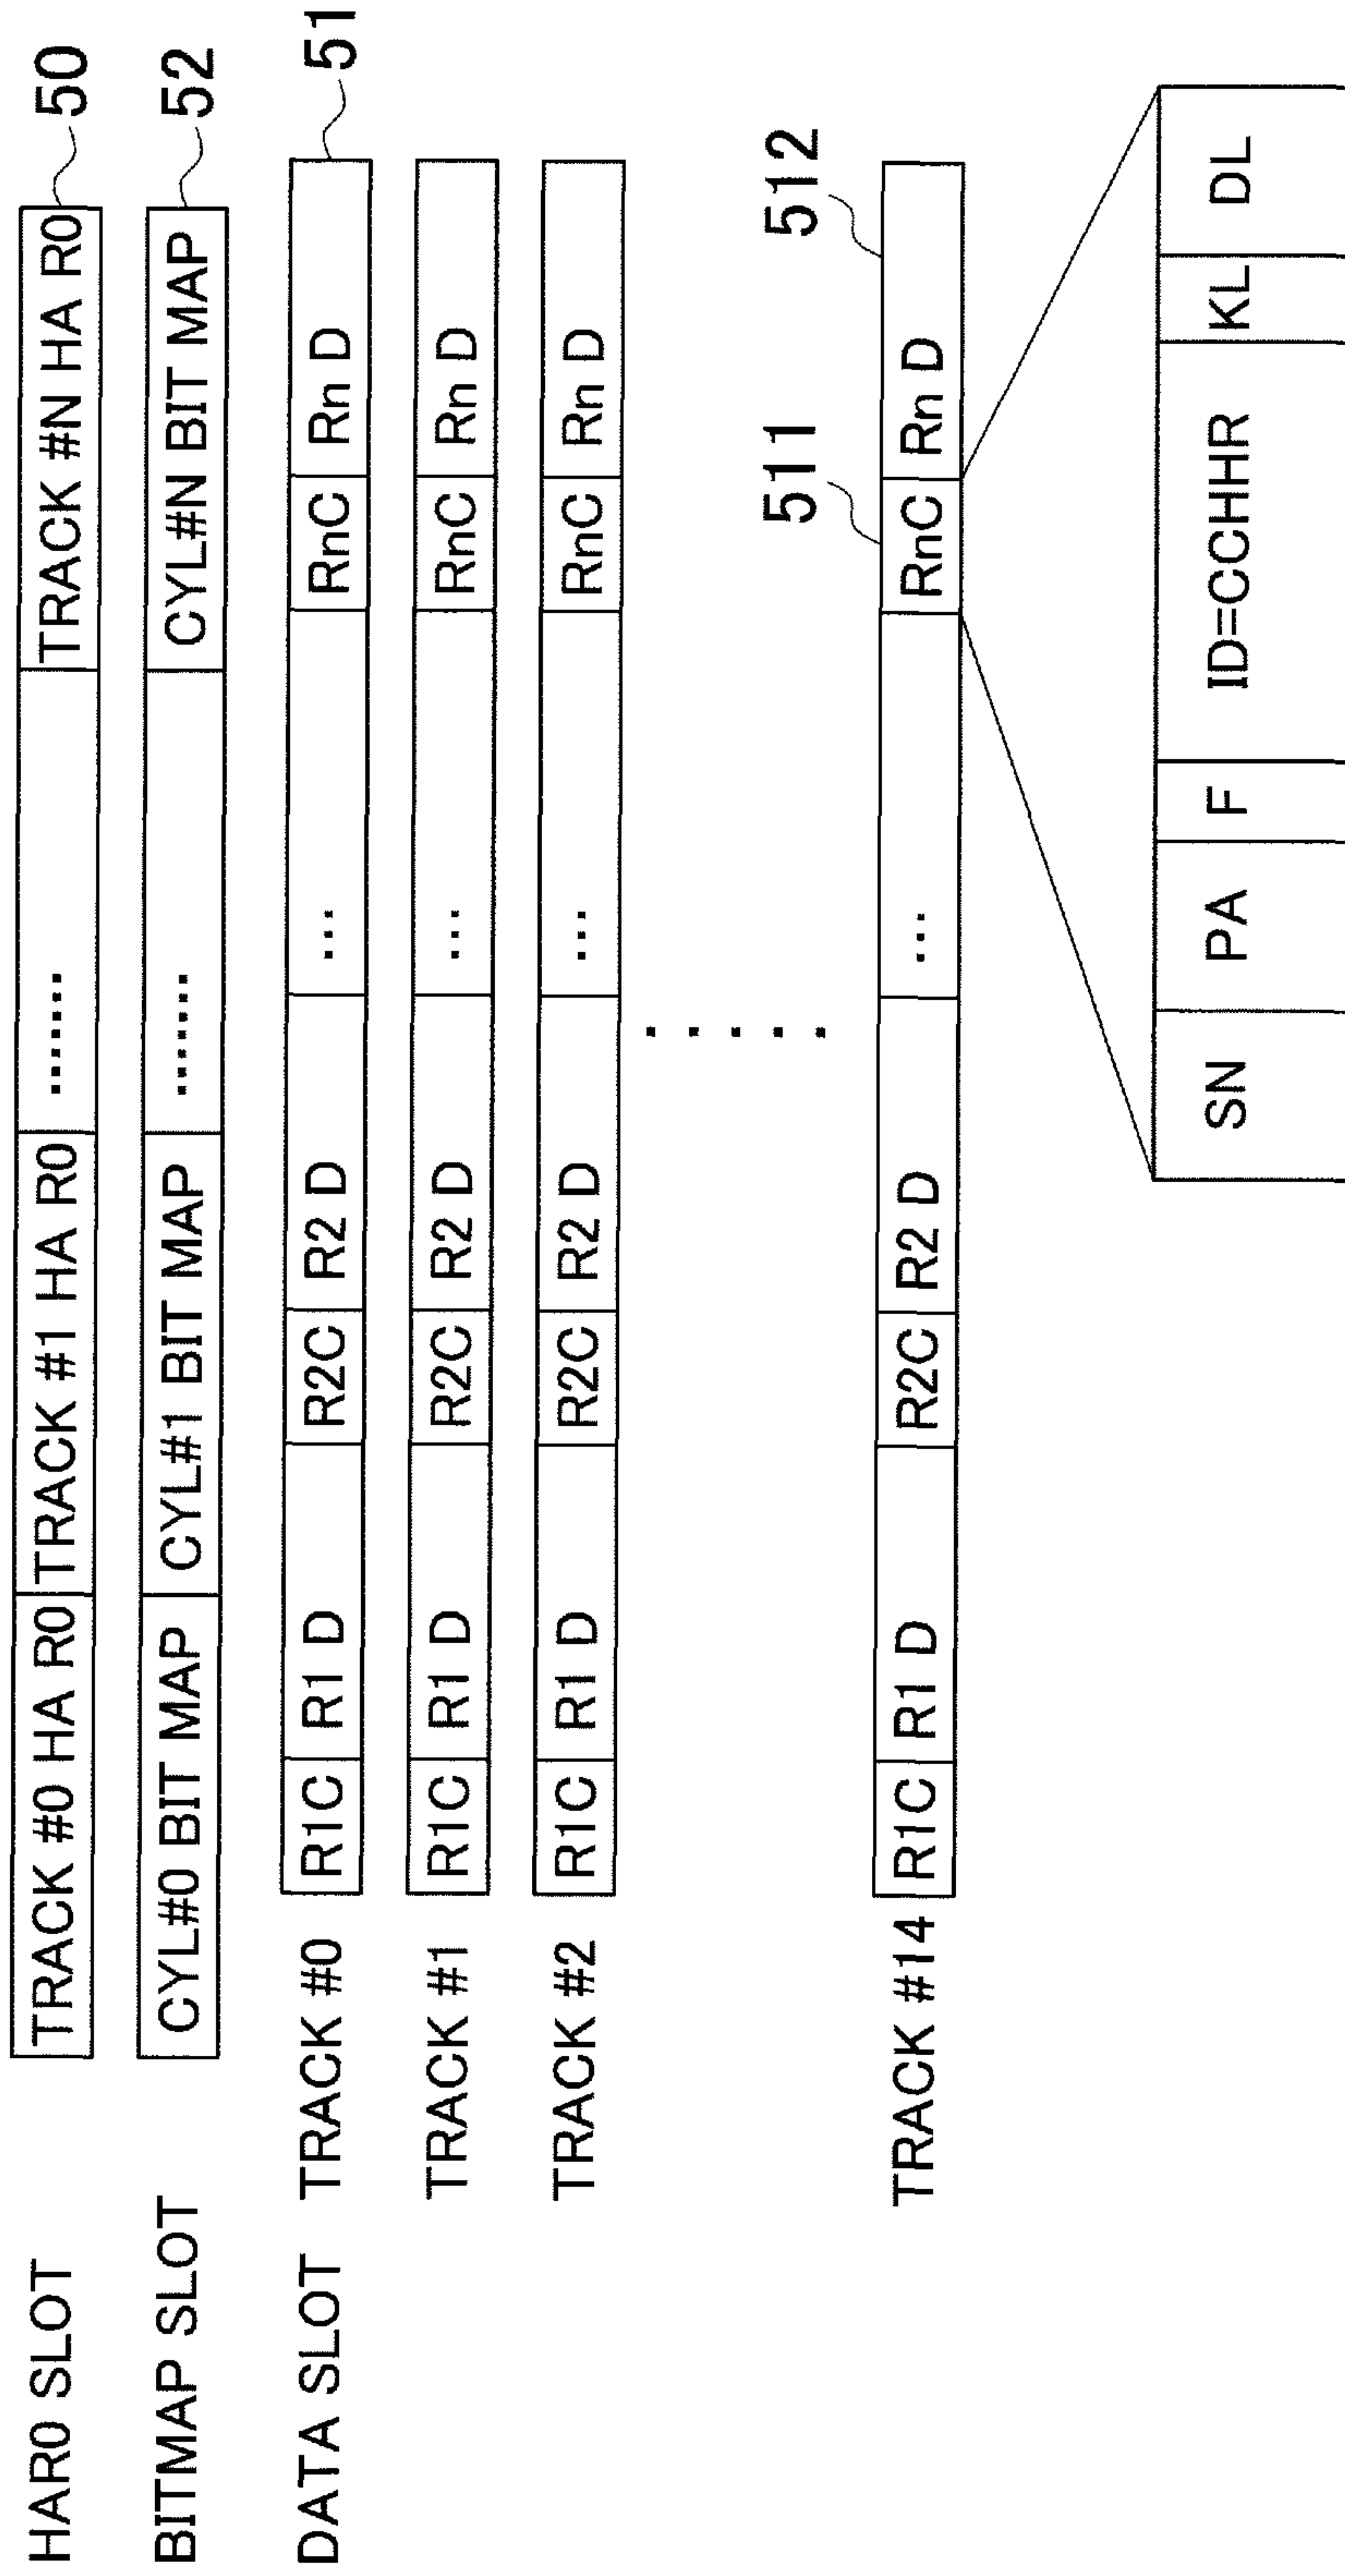 HAR0 SLOT TRACK #0 HA R0 TRACK #1 HA R0 ...... TRACK #N HA R0 50
BITMAP SLOT CYL#0 BIT MAP CYL#1 BIT MAP ....... CYL#N BIT MAP 52
DATA SLOT TRACK #0 R1C R1 D R2C R2 D ... RnC Rn D 51
TRACK #1 R1C R1 D R2C R2 D ... RnC Rn D
TRACK #2 R1C R1 D R2C R2 D ... RnC Rn D
.....
511 512
TRACK #14 R1C R1 D R2C R2 D ... RnC Rn D
SN PA F ID=CCHHR KL DL